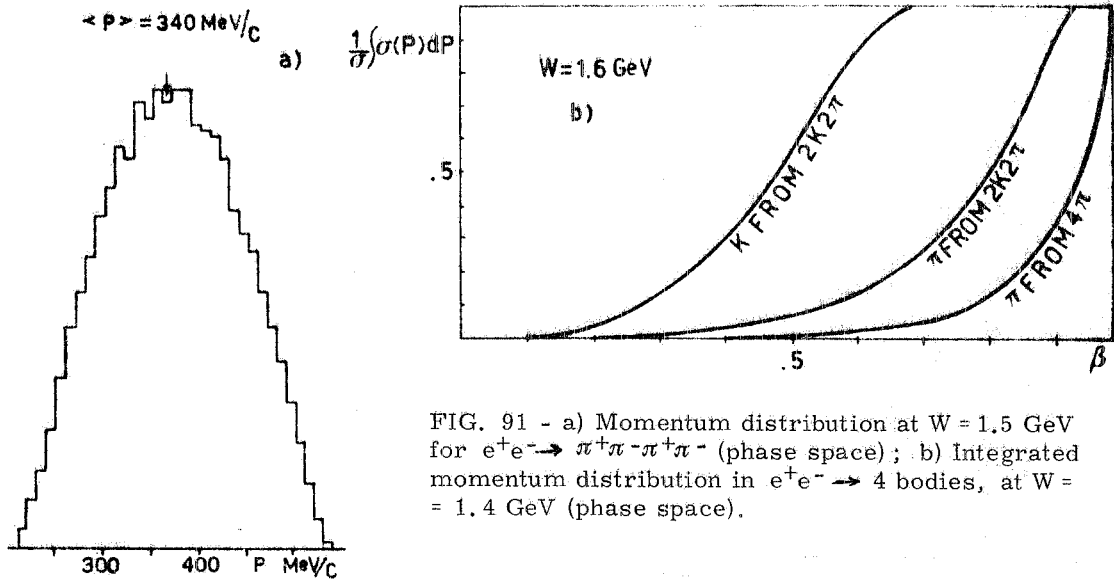 < P > = 340 MeV/c
a)
300 400 P MeV/c
1/σ ∫σ(P)dP
W=1.6 GeV
b)
.5
K FROM 2K2π
π FROM 2K2π
π FROM 4π
.5 β
FIG. 91 - a) Momentum distribution at W = 1.5 GeV
for e⁺e⁻→ π⁺π⁻π⁺π⁻ (phase space) ; b) Integrated
momentum distribution in e⁺e⁻ → 4 bodies, at W =
= 1.4 GeV (phase space).